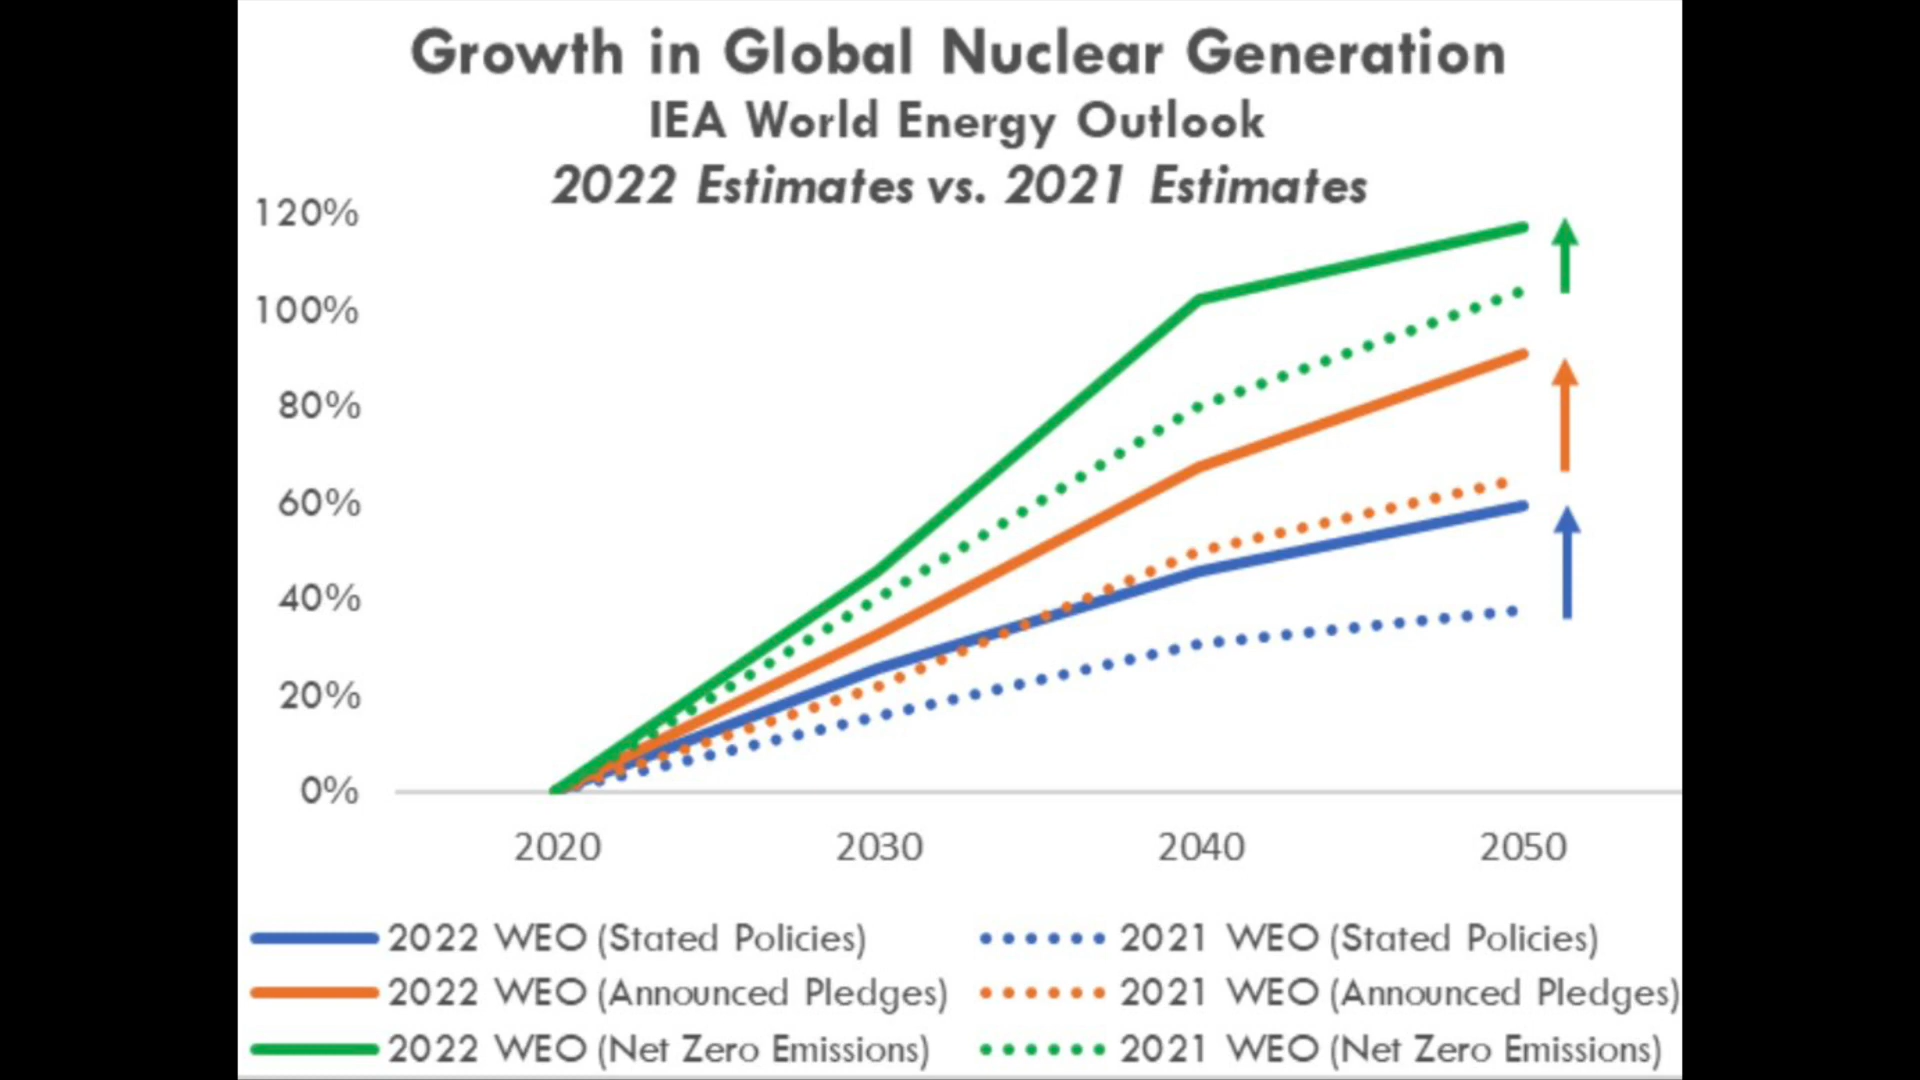 Growth in Global Nuclear Generation
IEA World Energy Outlook
2022 Estimates vs. 2021 Estimates
120%
100%
80%
60%
40%
20%
0%
2020 2030 2040 2050
2022 WEO (Stated Policies) 2021 WEO (Stated Policies)
2022 WEO (Announced Pledges) 2021 WEO (Announced Pledges)
2022 WEO (Net Zero Emissions) 2021 WEO (Net Zero Emissions)